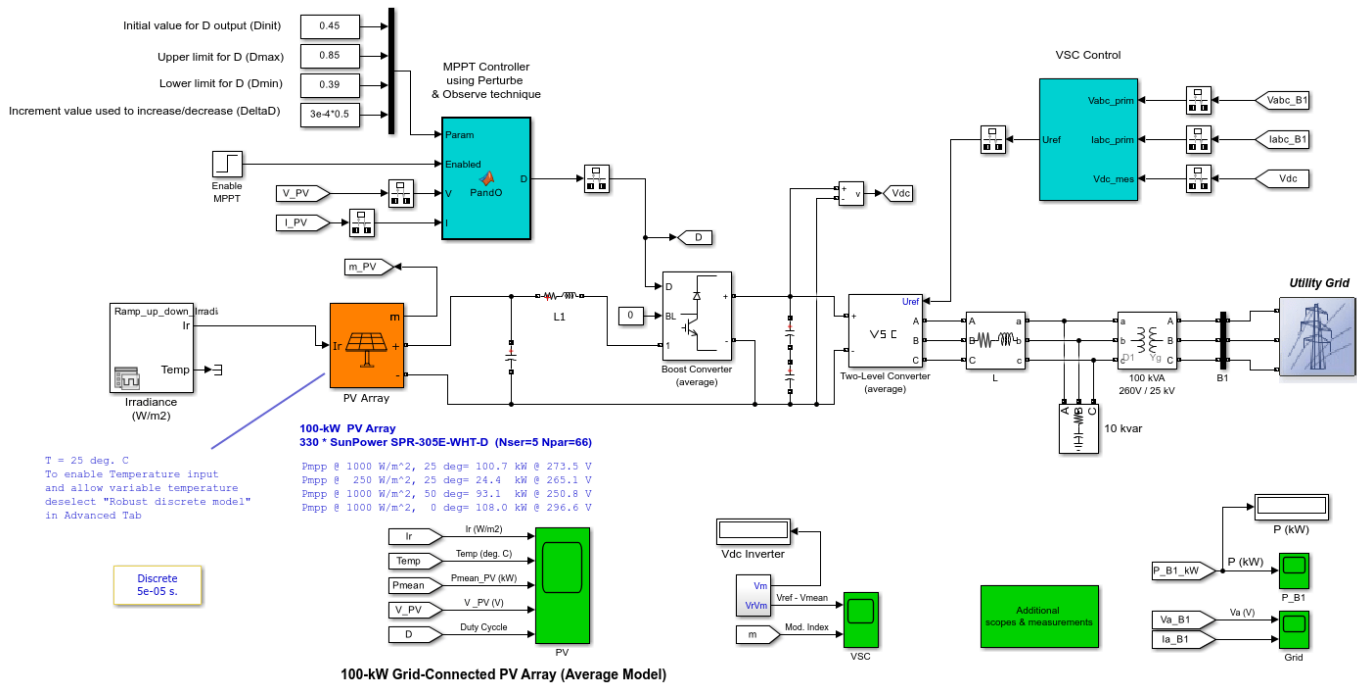 Initial value for D output (Dinit)
0.45
Upper limit for D (Dmax)
0.85
Lower limit for D (Dmin)
0.39
Increment value used to increase/decrease (DeltaD)
3e-4*0.5
MPPT Controller
using Perturbe
& Observe technique
Param
Enabled
V
I
D
PandO
Enable
MPPT
V_PV
I_PV
VSC Control
Vabc_prim
Iabc_prim
Vdc_mes
Uref
Vabc_B1
Iabc_B1
Vdc
+
-
v
Vdc
D
m_PV
Ramp_up_down_Irradi
Ir
Temp
Irradiance
(W/m2)
Ir
m
+
-
PV Array
L1
0
D
BL
1
+
-
Boost Converter
(average)
Uref
+
-
VSC
A
B
C
Two-Level Converter
(average)
A
B
C
a
b
c
L
a
b
c
A
B
C
D1
Yg
100 kVA
260V / 25 kV
B1
Utility Grid
A
B
C
10 kvar
100-kW PV Array
330 * SunPower SPR-305E-WHT-D (Nser=5 Npar=66)
Pmpp @ 1000 W/m^2, 25 deg= 100.7 kW @ 273.5 V
Pmpp @ 250 W/m^2, 25 deg= 24.4 kW @ 265.1 V
Pmpp @ 1000 W/m^2, 50 deg= 93.1 kW @ 250.8 V
Pmpp @ 1000 W/m^2, 0 deg= 108.0 kW @ 296.6 V
T = 25 deg. C
To enable Temperature input
and allow variable temperature
deselect "Robust discrete model"
in Advanced Tab
Discrete
5e-05 s.
Ir
Ir (W/m2)
Temp
Temp (deg. C)
Pmean
Pmean_PV (kW)
V_PV
V _PV (V)
D
Duty Cyccle
PV
Vdc Inverter
Vm
VrVm
Vref - Vmean
m
Mod. Index
VSC
Additional
scopes & measurements
P (kW)
P_B1_kW
P (kW)
P_B1
Va_B1
Va (V)
Ia_B1
Grid
100-kW Grid-Connected PV Array (Average Model)